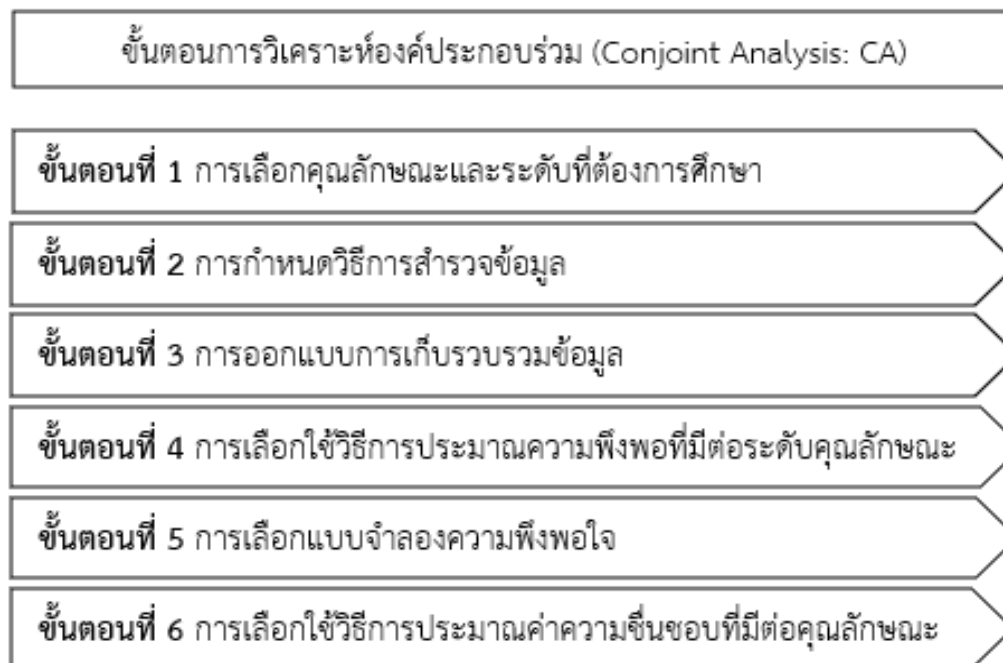 ขั้นตอนการวิเคราะห์องค์ประกอบร่วม (Conjoint Analysis: CA)
ขั้นตอนที่ 1 การเลือกคุณลักษณะและระดับที่ต้องการศึกษา
ขั้นตอนที่ 2 การกำหนดวิธีการสำรวจข้อมูล
ขั้นตอนที่ 3 การออกแบบการเก็บรวบรวมข้อมูล
ขั้นตอนที่ 4 การเลือกใช้วิธีการประมาณความพึงพอที่มีต่อระดับคุณลักษณะ
ขั้นตอนที่ 5 การเลือกแบบจำลองความพึงพอใจ
ขั้นตอนที่ 6 การเลือกใช้วิธีการประมาณค่าความชื่นชอบที่มีต่อคุณลักษณะ